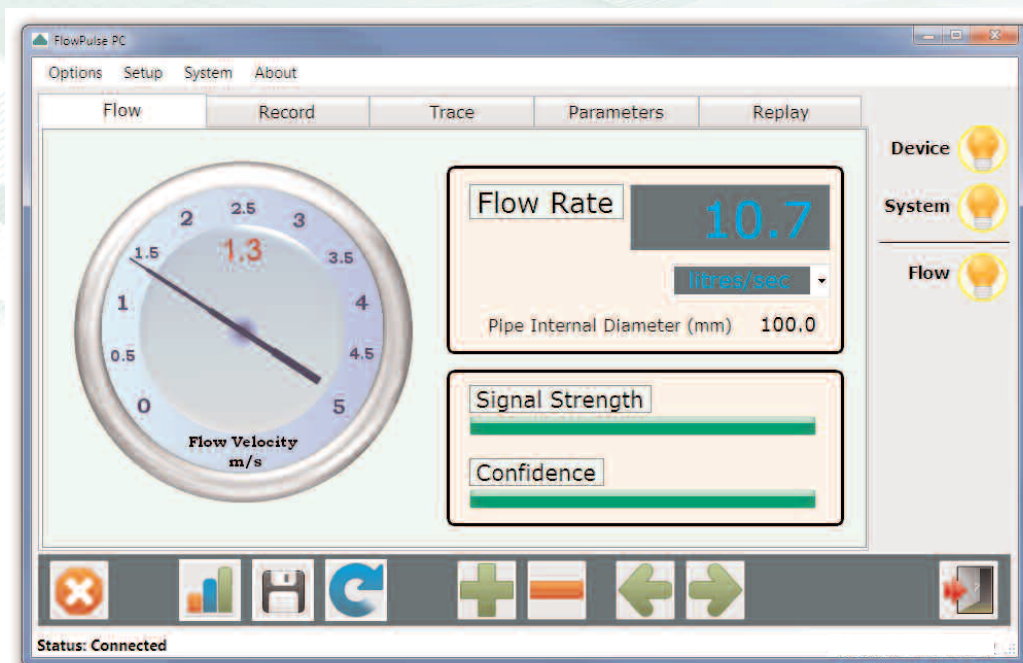 FlowPulse PC
Options Setup System About
Flow Record Trace Parameters Replay
Device
System
Flow
0
0.5
1
1.5
2
2.5
3
3.5
4
4.5
5
1.3
Flow Velocity
m/s
Flow Rate 10.7
litres/sec
Pipe Internal Diameter (mm) 100.0
Signal Strength
Confidence
Status: Connected